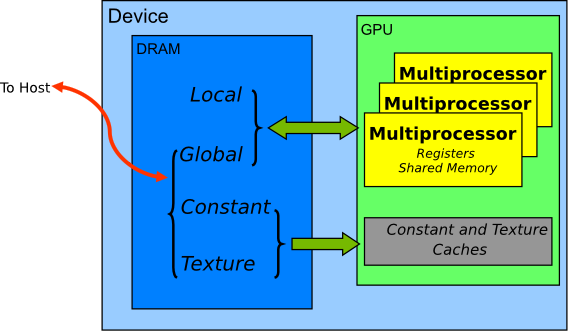 Device
To Host
DRAM
Local
Global
Constant
Texture
GPU
Multiprocessor
Multiprocessor
Multiprocessor
Registers
Shared Memory
Constant and Texture
Caches